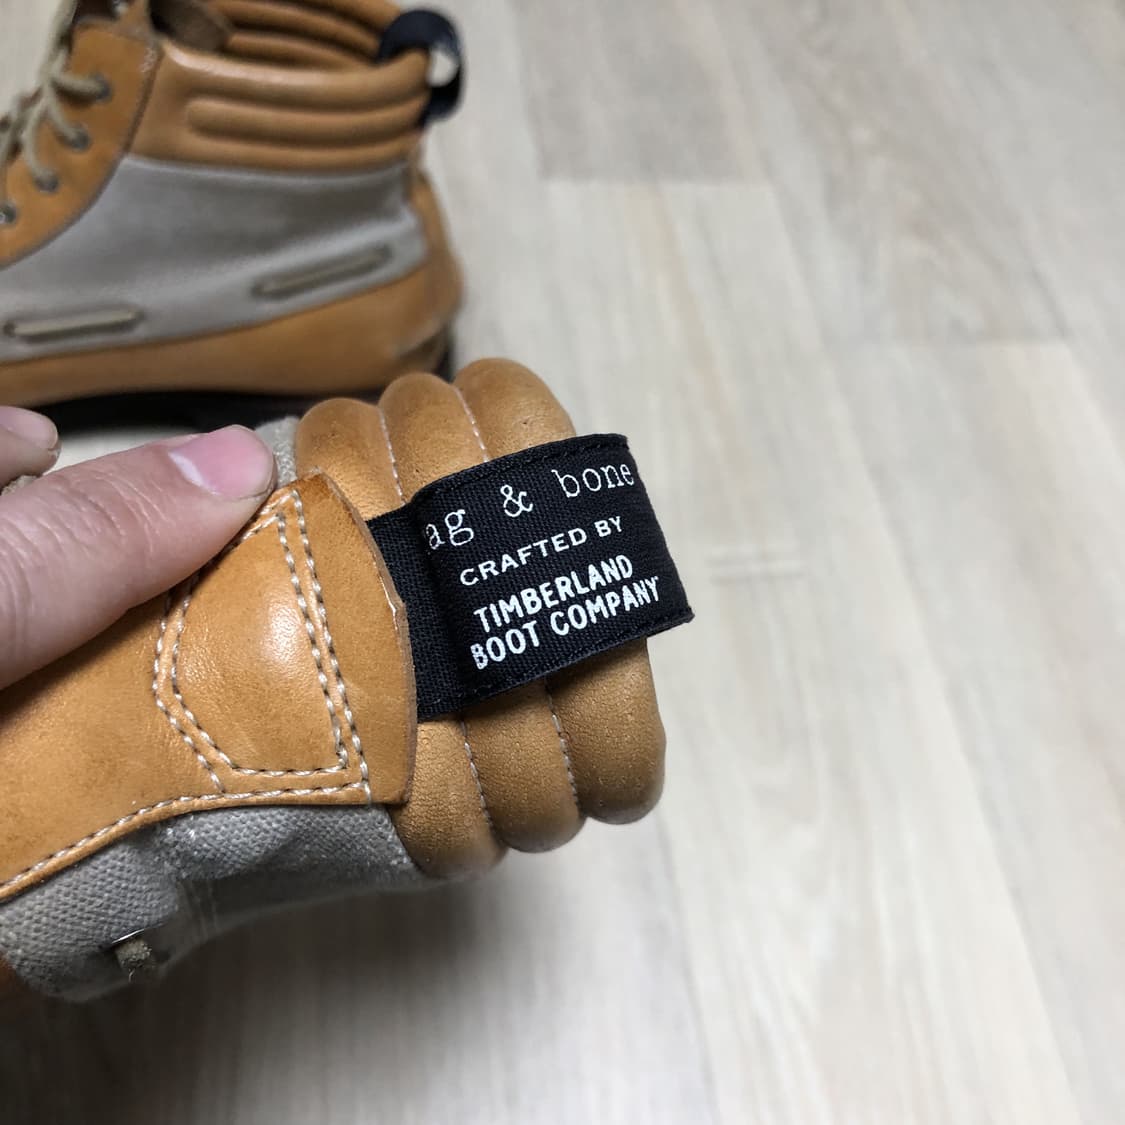 ag & bone
CRAFTED BY
TIMBERLAND
BOOT COMPANY